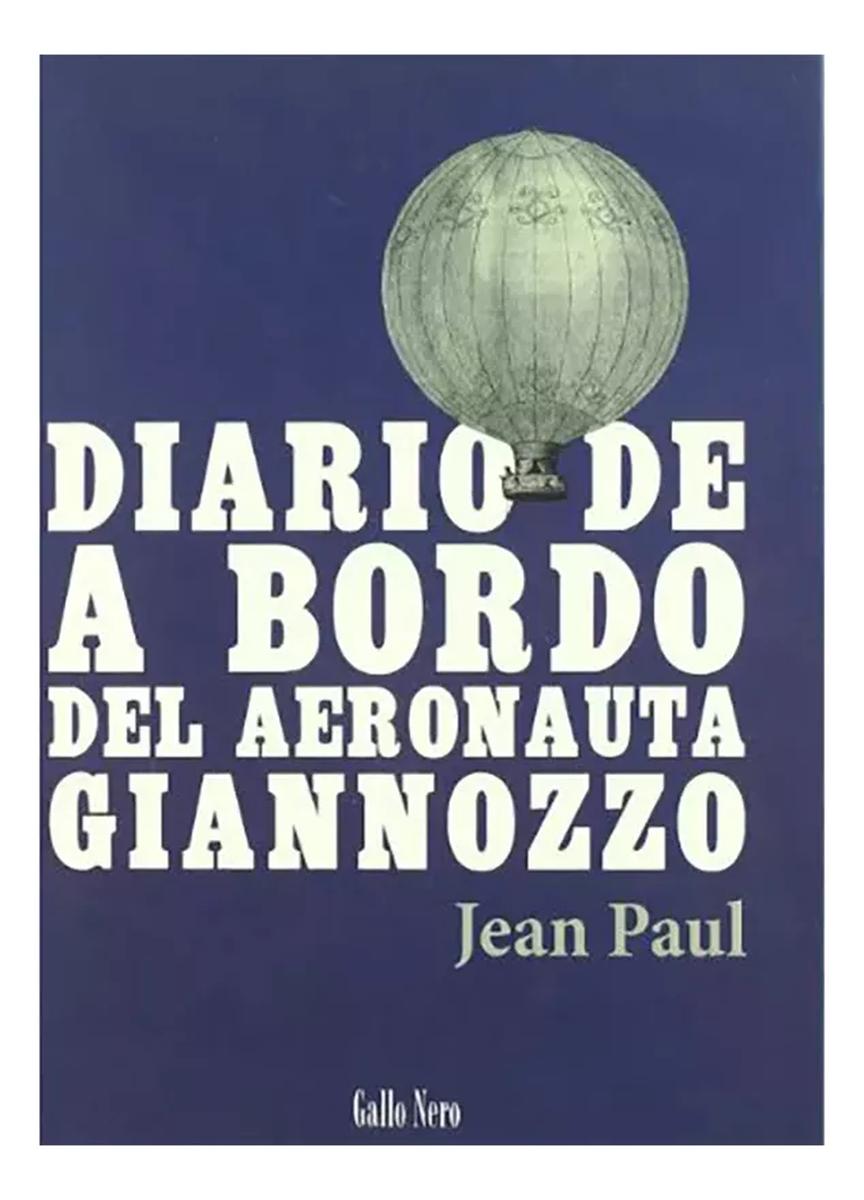 DIARIO DE
A BORDO
DEL AERONAUTA
GIANNOZZO
Jean Paul
Gallo Nero